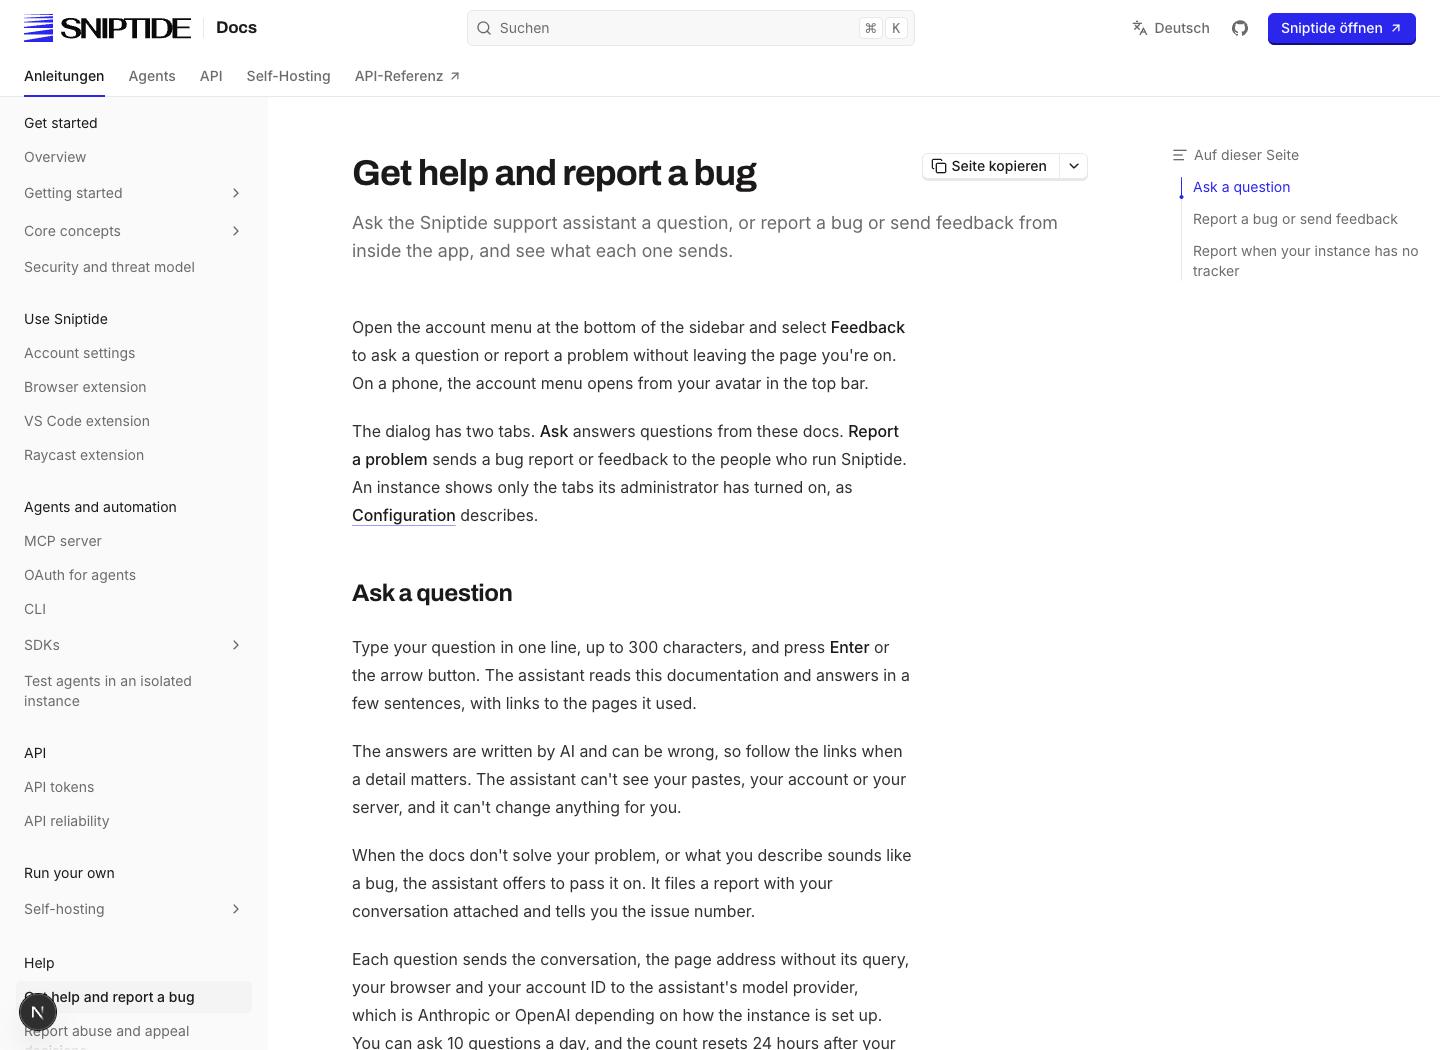 SNIPTIDE
Docs
Suchen
⌘ K
Deutsch
Sniptide öffnen
Anleitungen
Agents
API
Self-Hosting
API-Referenz
Get started
Overview
Getting started
Core concepts
Security and threat model
Use Sniptide
Account settings
Browser extension
VS Code extension
Raycast extension
Agents and automation
MCP server
OAuth for agents
CLI
SDKs
Test agents in an isolated
instance
API
API tokens
API reliability
Run your own
Self-hosting
Help
help and report a bug
Report abuse and appeal
N
Get help and report a bug
Seite kopieren
Ask the Sniptide support assistant a question, or report a bug or send feedback from
inside the app, and see what each one sends.
Open the account menu at the bottom of the sidebar and select Feedback
to ask a question or report a problem without leaving the page you're on.
On a phone, the account menu opens from your avatar in the top bar.
The dialog has two tabs. Ask answers questions from these docs. Report
a problem sends a bug report or feedback to the people who run Sniptide.
An instance shows only the tabs its administrator has turned on, as
Configuration describes.
Ask a question
Type your question in one line, up to 300 characters, and press Enter or
the arrow button. The assistant reads this documentation and answers in a
few sentences, with links to the pages it used.
The answers are written by AI and can be wrong, so follow the links when
a detail matters. The assistant can't see your pastes, your account or your
server, and it can't change anything for you.
When the docs don't solve your problem, or what you describe sounds like
a bug, the assistant offers to pass it on. It files a report with your
conversation attached and tells you the issue number.
Each question sends the conversation, the page address without its query,
your browser and your account ID to the assistant's model provider,
which is Anthropic or OpenAI depending on how the instance is set up.
You can ask 10 questions a day, and the count resets 24 hours after your
Auf dieser Seite
Ask a question
Report a bug or send feedback
Report when your instance has no
tracker